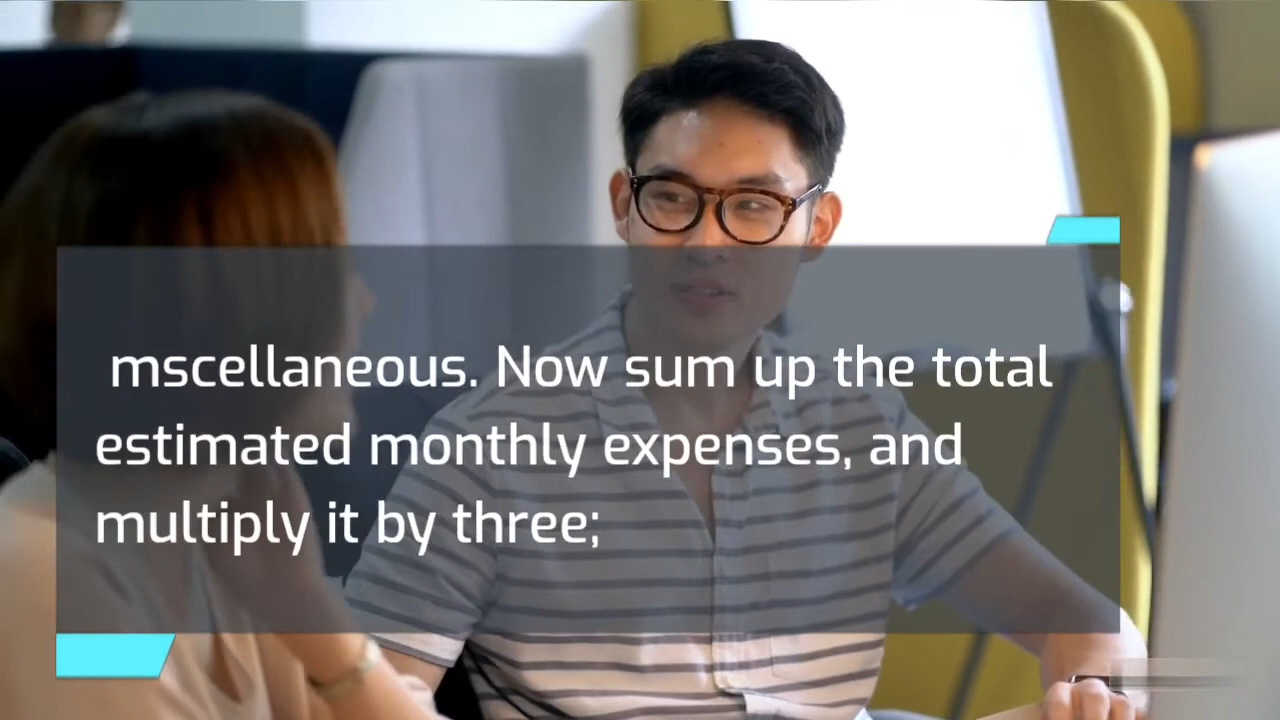 mscellaneous. Now sum up the total
estimated monthly expenses, and
multiply it by three;